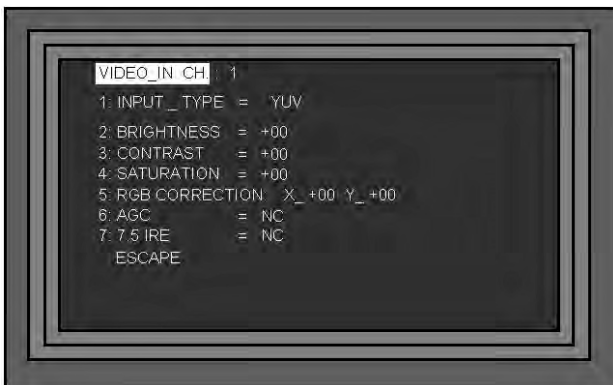 VIDEO_IN CH. : 1
1: INPUT _ TYPE = YUV
2: BRIGHTNESS = +00
3: CONTRAST = +00
4: SATURATION = +00
5: RGB CORRECTION: X_ +00 Y_ +00
6: AGC = NC
7: 7.5 IRE = NC
ESCAPE